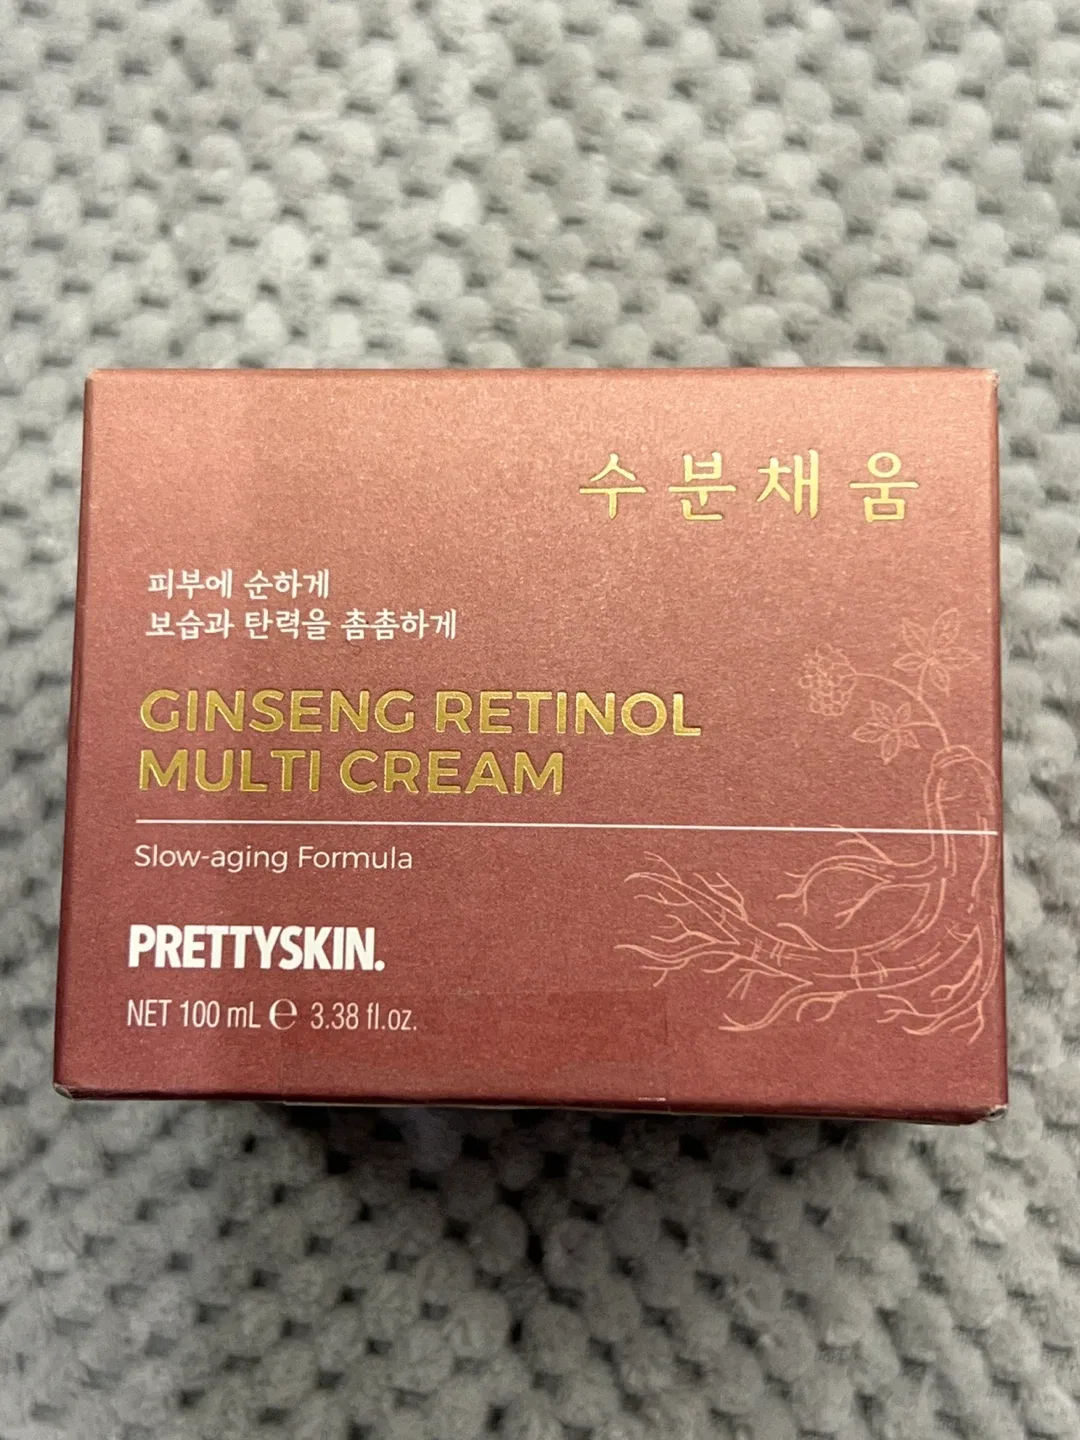 수분채움
피부에 순하게
보습과 탄력을 촘촘하게
GINSENG RETINOL
MULTI CREAM
Slow-aging Formula
PRETTYSKIN.
NET 100 mL ℮ 3.38 fl.oz.